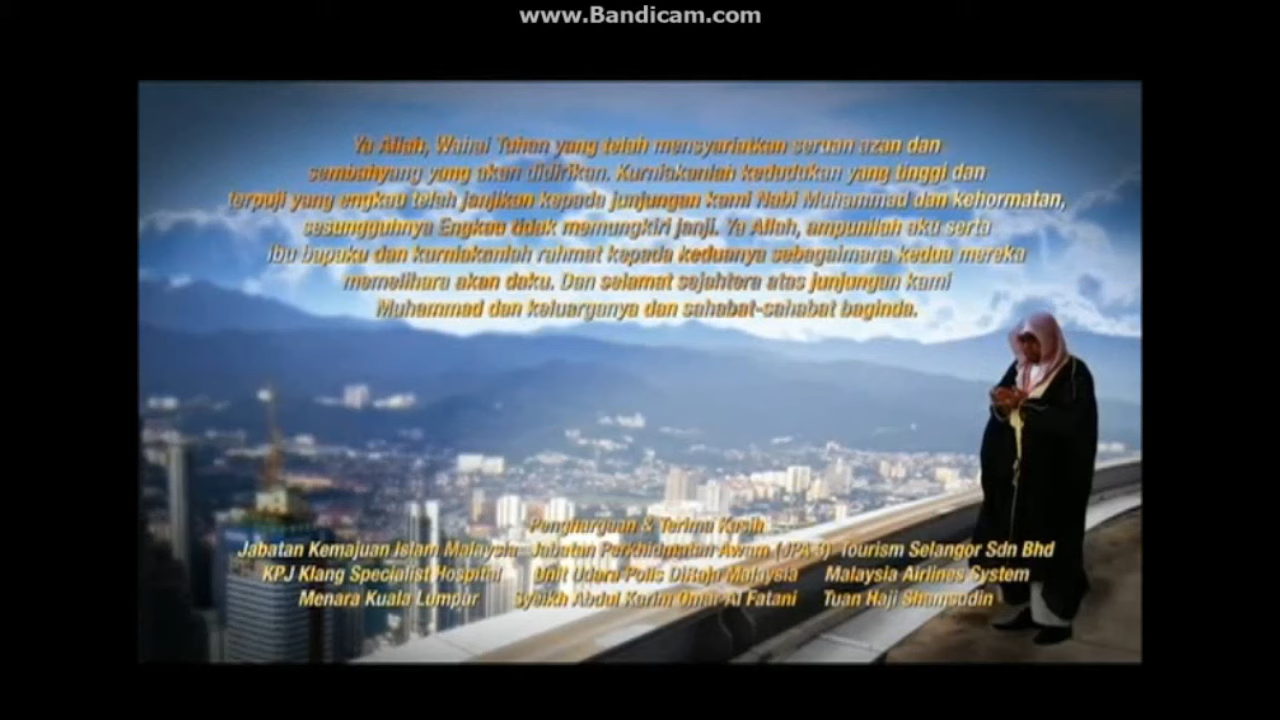 www.Bandicam.com
Ya Allah, Wahai Tuhan yang telah mensyariatkan seruan azan dan
sembahyang yang akan didirikan. Kurniakanlah kedudukan yang tinggi dan
terpuji yang engkau telah janjikan kepada junjungan kami Nabi Muhammad dan kehormatan,
sesungguhnya Engkau tidak memungkiri janji. Ya Allah, ampunilah aku serta
ibu bapaku dan kurniakanlah rahmat kepada keduanya sebagaimana kedua mereka
memelihara akan daku. Dan selamat sejahtera atas junjungan kami
Muhammad dan keluarganya dan sahabat-sahabat baginda.
Penghargaan & Terima Kasih
Jabatan Kemajuan Islam Malaysia Jabatan Perkhidmatan Awam (JPA 3) Tourism Selangor Sdn Bhd
KPJ Klang Specialist Hospital Unit Udara Polis DiRaja Malaysia Malaysia Airlines System
Menara Kuala Lumpur Syeikh Abdul Karim Omar Al Fatani Tuan Haji Shamsudin